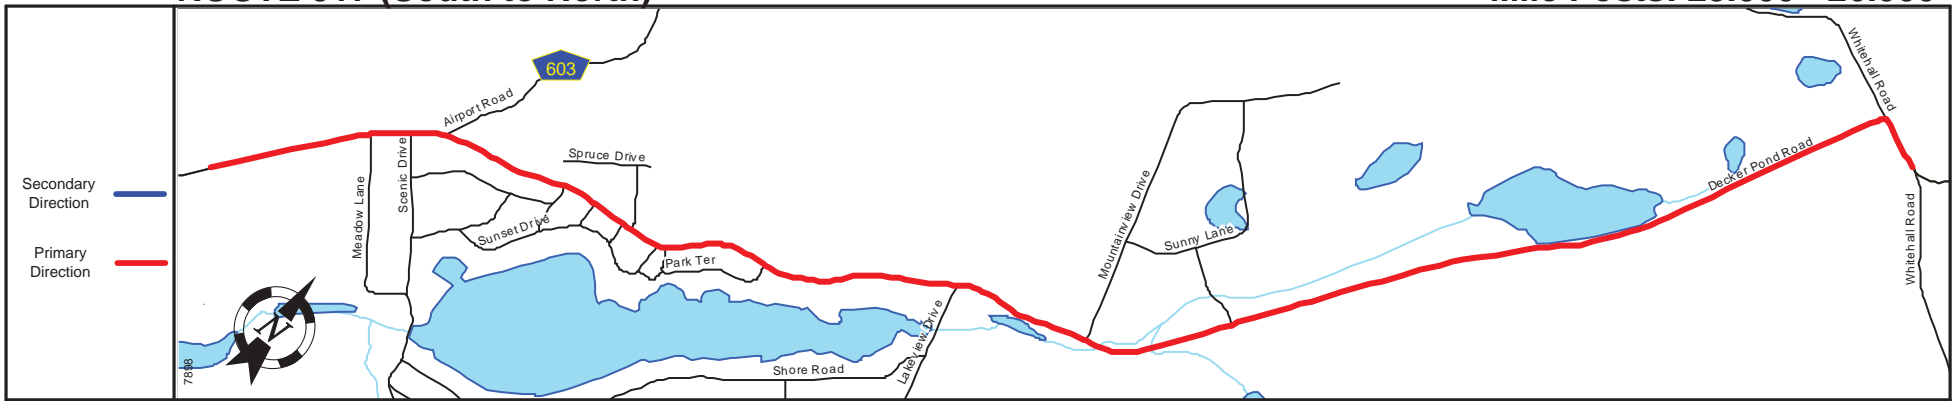 Secondary
Direction
Primary
Direction
603
Airport Road
Meadow Lane
Scenic Drive
Spruce Drive
Sunset Drive
Park Ter
Lakeview Drive
Shore Road
Mountainview Drive
Sunny Lane
Decker Pond Road
Whitehall Road
Whitehall Road
N
7898